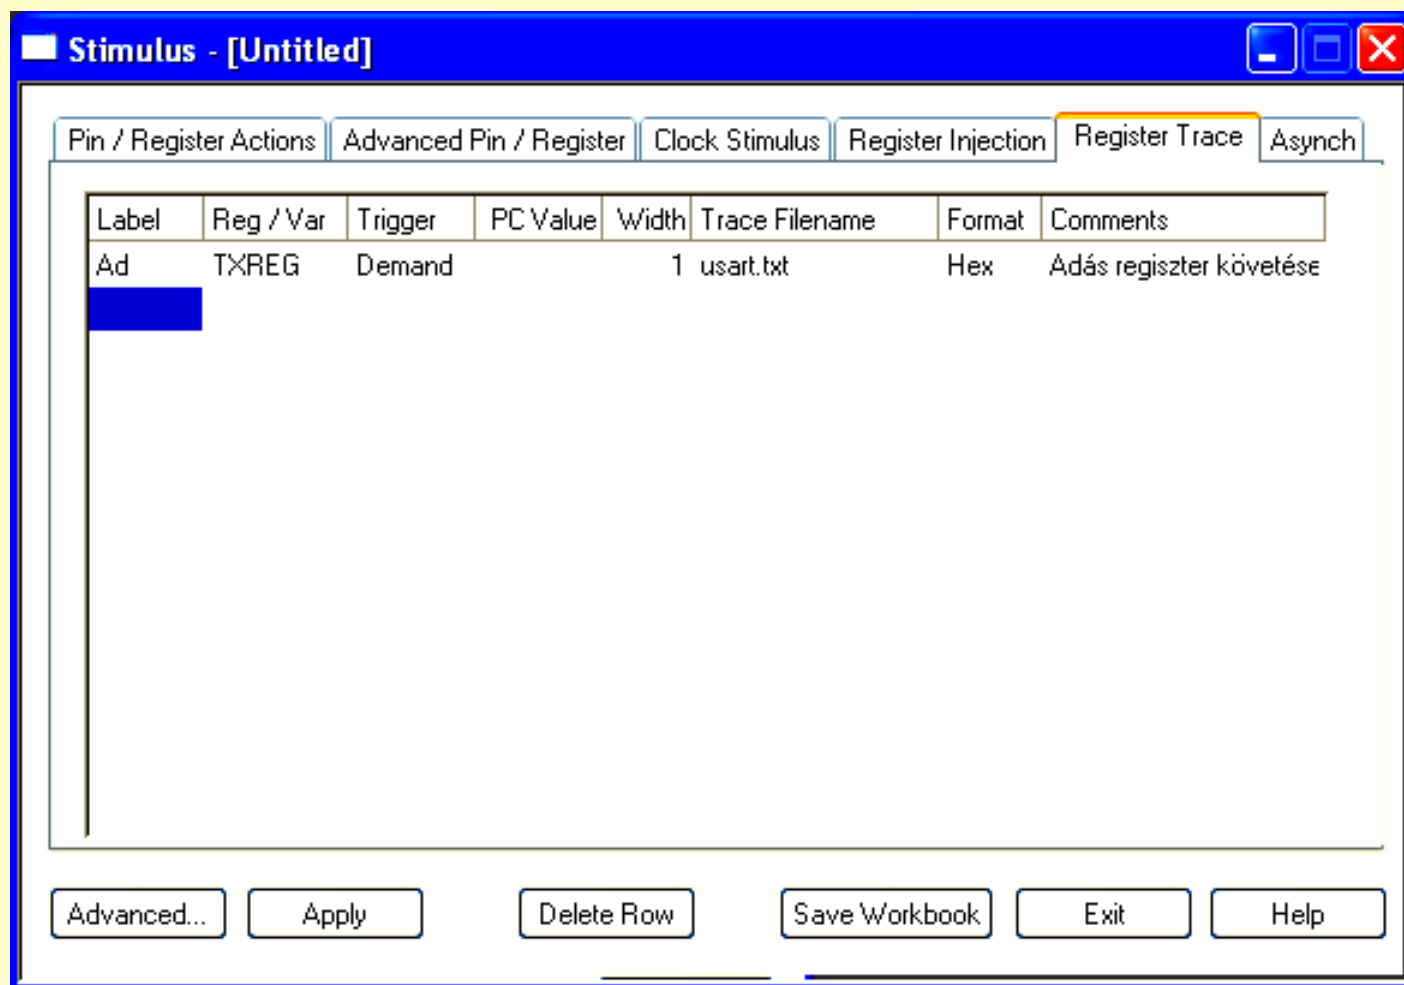 Stimulus - [Untitled]
Pin / Register Actions Advanced Pin / Register Clock Stimulus Register Injection Register Trace Asynch
Label Reg / Var Trigger PC Value Width Trace Filename Format Comments
Ad TXREG Demand 1 usart.txt Hex Adás regiszter követése
Advanced... Apply Delete Row Save Workbook Exit Help